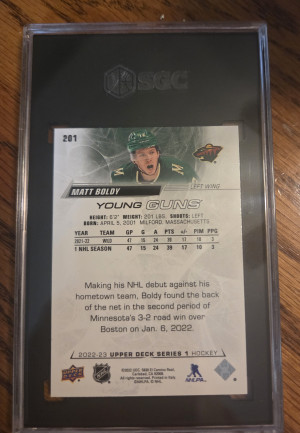 SGC
201
LEFT WING
MATT BOLDY
YOUNG GUNS
HEIGHT: 6'2" WEIGHT: 201 LBS. SHOOTS: LEFT
BORN: APRIL 5, 2001 MILFORD, MASSACHUSETTS
YEAR TEAM GP G A PTS +/- PIM PPG
2021-22 WILD 47 15 24 39 17 10 3
1 NHL SEASON 47 15 24 39 17 10 3
Making his NHL debut against his
hometown team, Boldy found the back
of the net in the second period of
Minnesota's 3-2 road win over
Boston on Jan. 6, 2022.
2022-23 UPPER DECK SERIES 1 HOCKEY
NHL
NHLPA